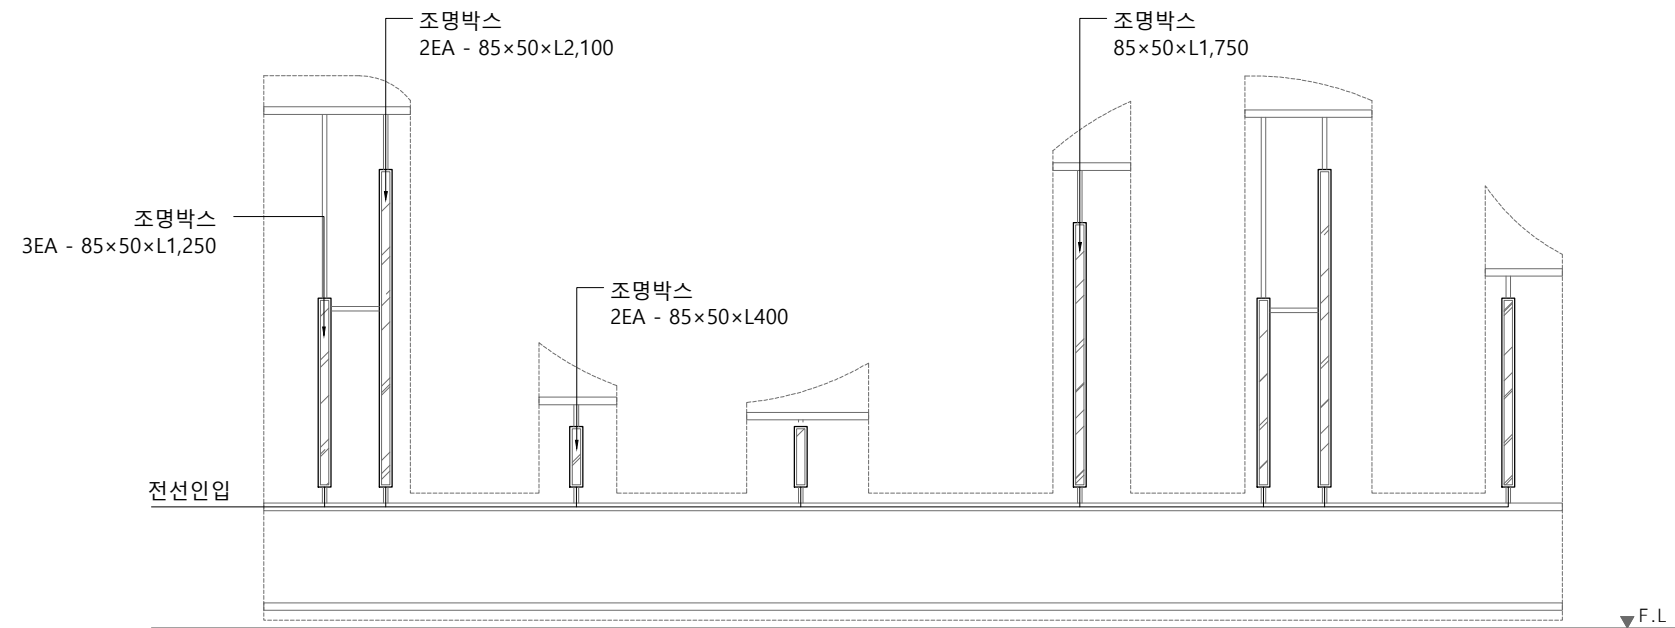 조명박스
2EA - 85×50×L2,100
조명박스
85×50×L1,750
조명박스
3EA - 85×50×L1,250
조명박스
2EA - 85×50×L400
전선인입
F.L